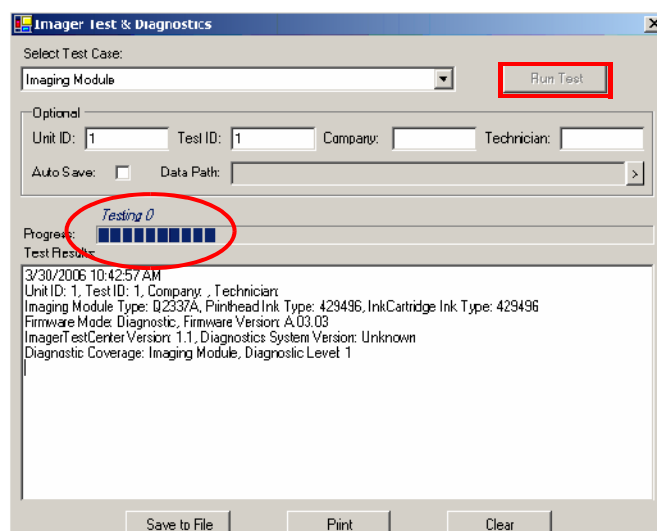 Imager Test & Diagnostics
Select Test Case:
Imaging Module
Run Test
Optional
Unit ID: 1 Test ID: 1 Company: Technician:
Auto Save: Data Path: >
Testing 0
Progress:
Test Results
3/30/2006 10:42:57 AM
Unit ID: 1, Test ID: 1, Company: , Technician:
Imaging Module Type: Q2337A, Printhead Ink Type: 429496, InkCartridge Ink Type: 429496
Firmware Mode: Diagnostic, Firmware Version: A.03.03
ImagerTestCenter Version: 1.1, Diagnostics System Version: Unknown
Diagnostic Coverage: Imaging Module, Diagnostic Level: 1
Save to File Print Clear